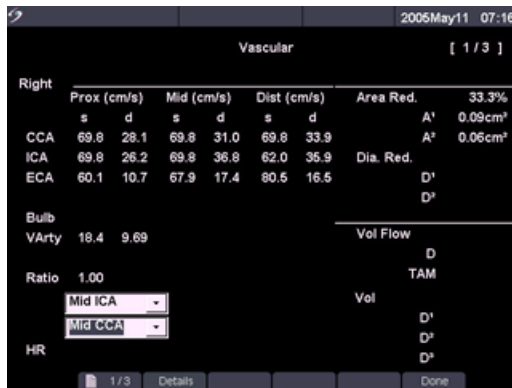 2005May11 07:16
Vascular [ 1/3 ]
Right
Prox (cm/s) Mid (cm/s) Dist (cm/s) Area Red. 33.3%
s d s d s d A¹ 0.09cm²
CCA 69.8 28.1 69.8 31.0 69.8 33.9 A² 0.06cm²
ICA 69.8 26.2 69.8 36.8 62.0 35.9 Dia. Red.
ECA 60.1 10.7 67.9 17.4 80.5 16.5 D¹
D²
Bulb
VArty 18.4 9.69 Vol Flow
D
Ratio 1.00 TAM
Mid ICA Vol
Mid CCA D¹
D²
HR D³
1/3 Details Done